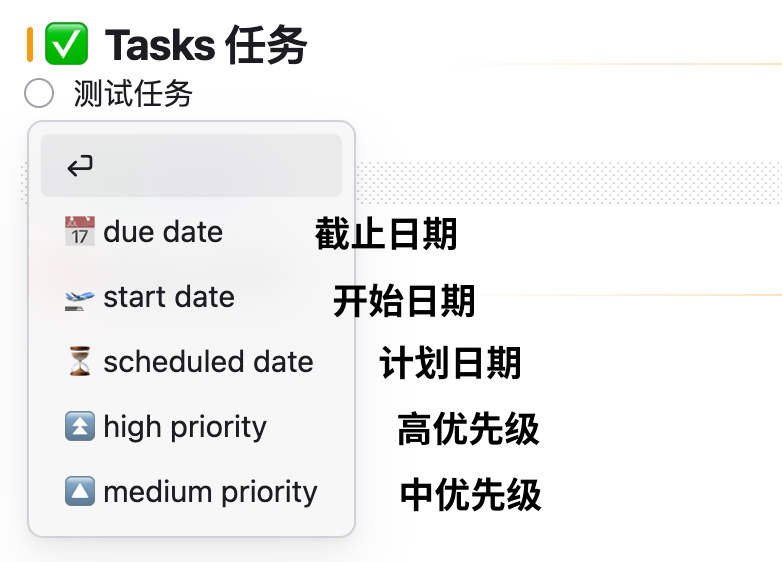 ✅ Tasks 任务
测试任务
📅 due date 截止日期
🛫 start date 开始日期
⏳ scheduled date 计划日期
⏫ high priority 高优先级
🔼 medium priority 中优先级